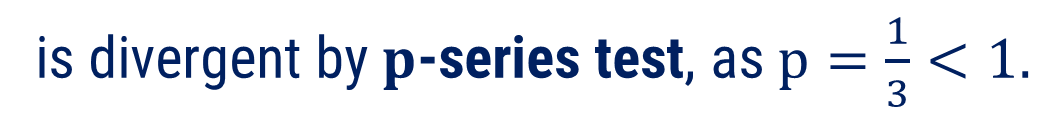 is divergent by p-series test, as p = 1/3 < 1.